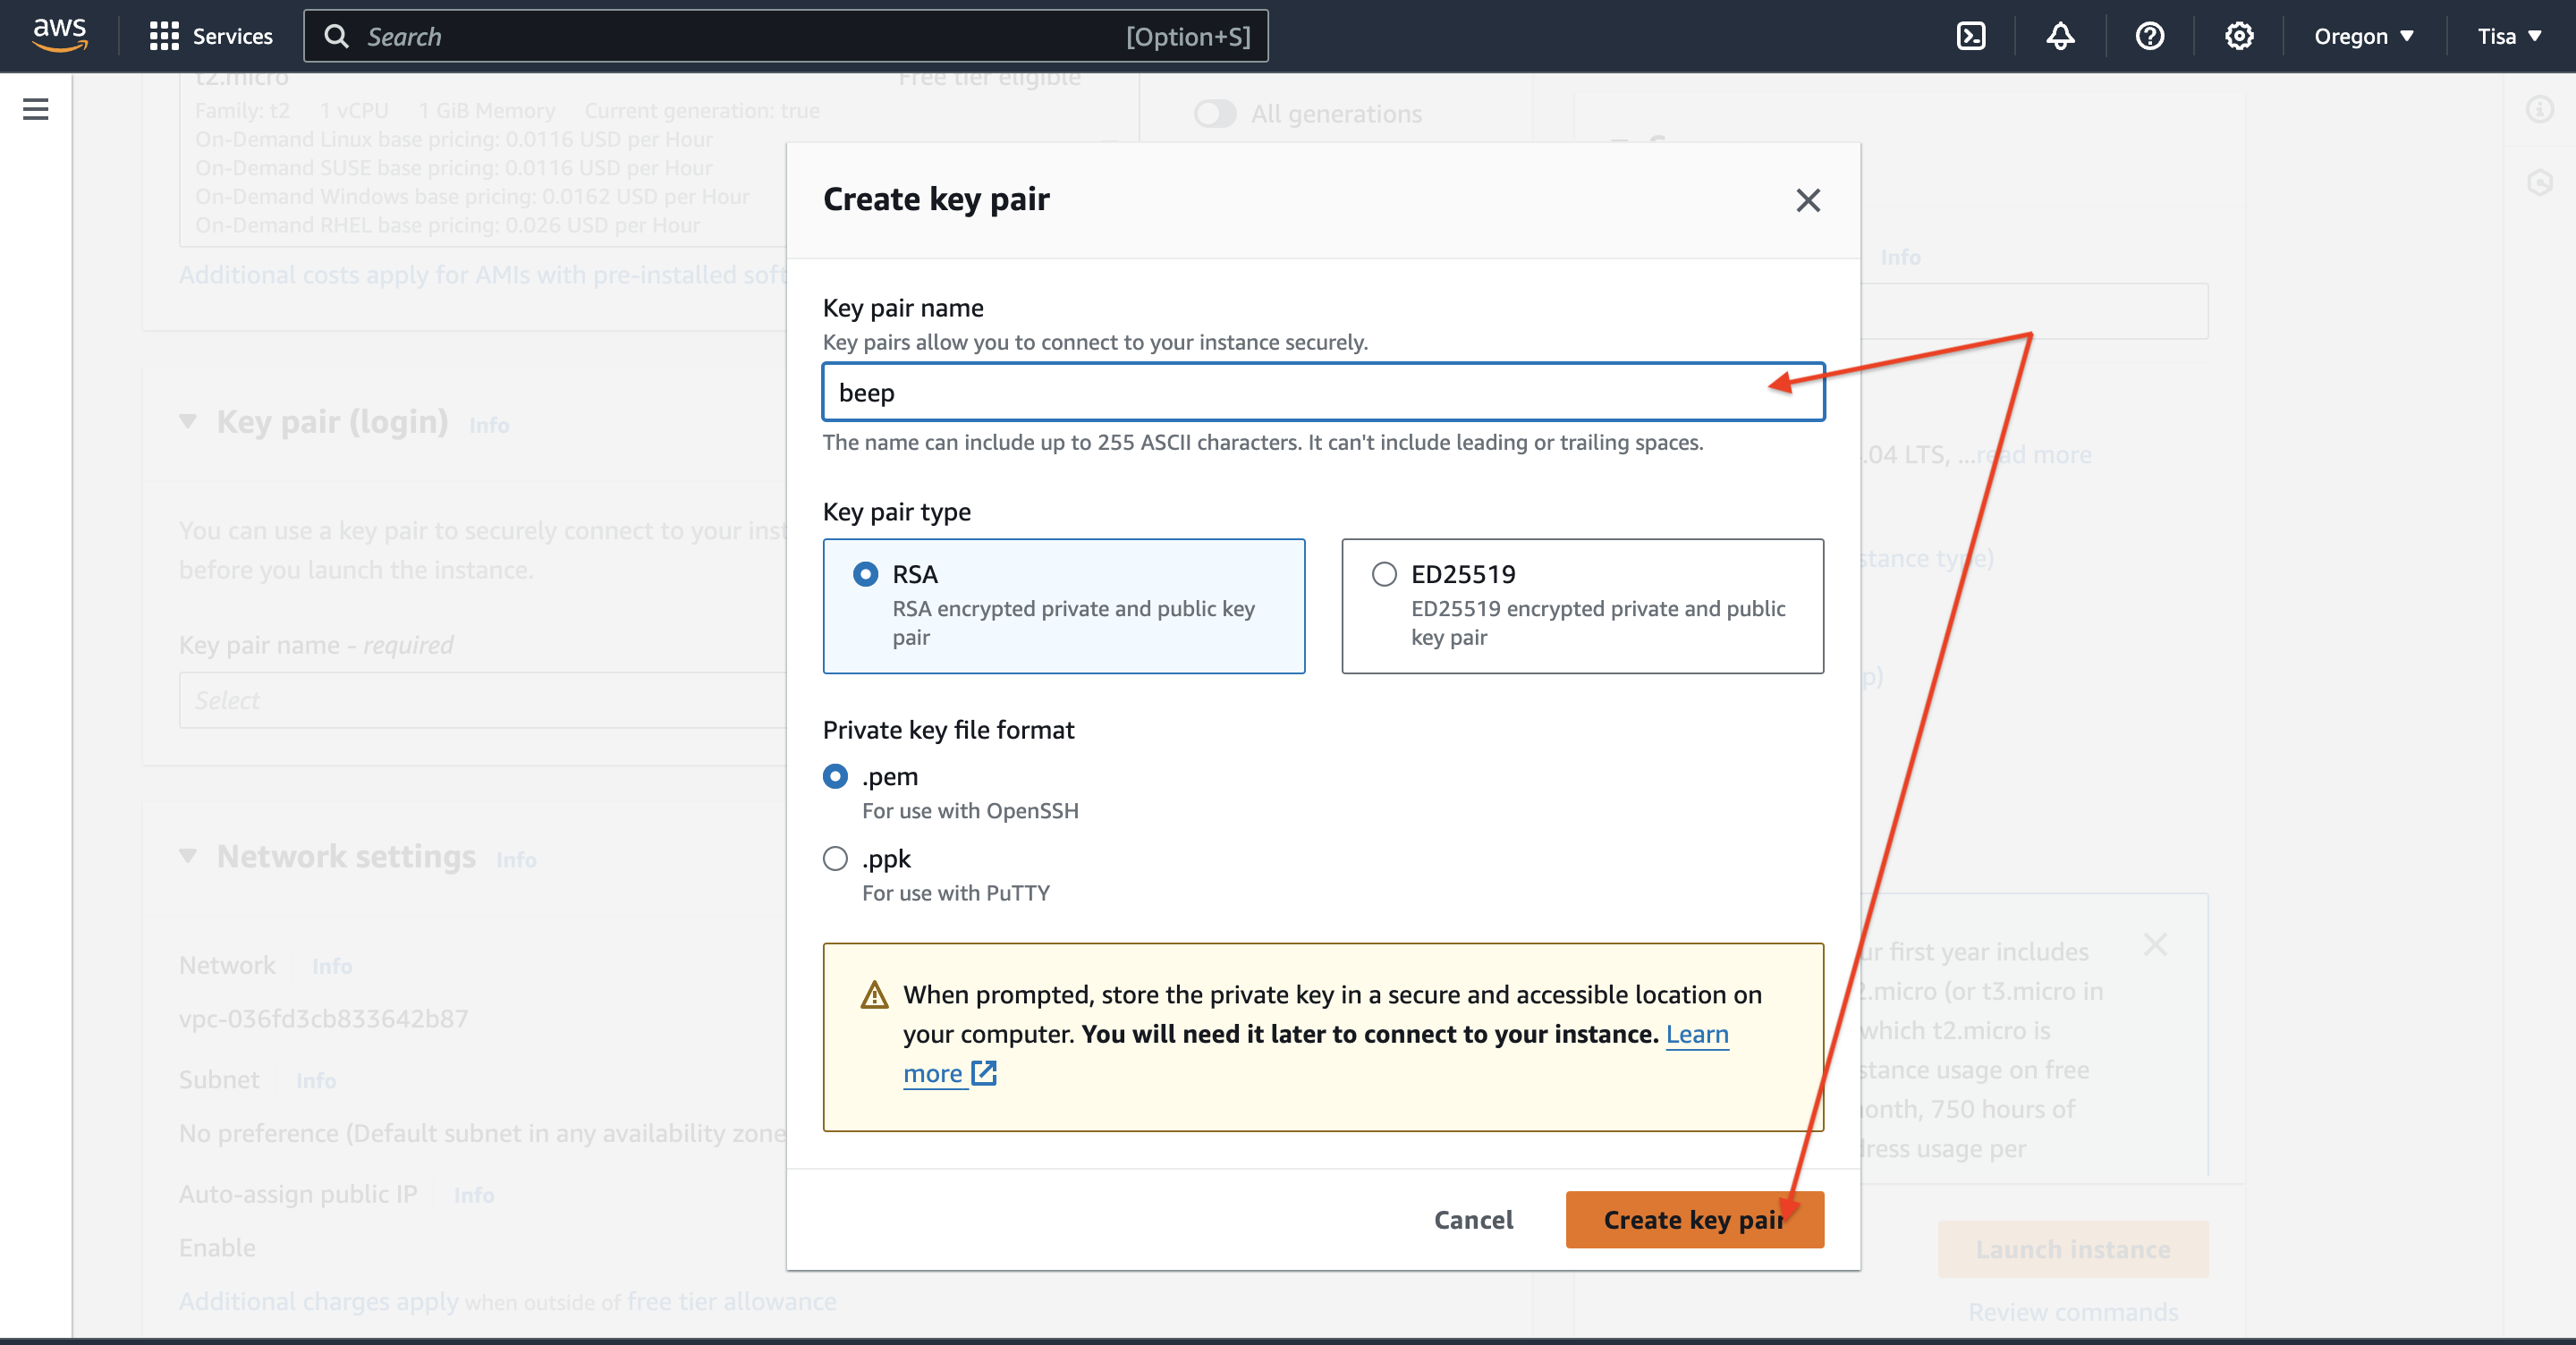 aws
Services
Search [Option+S]
Oregon ▼
Tisa ▼
t2.micro
Free tier eligible
Family: t2 1 vCPU 1 GiB Memory Current generation: true
On-Demand Linux base pricing: 0.0116 USD per Hour
On-Demand SUSE base pricing: 0.0116 USD per Hour
On-Demand Windows base pricing: 0.0162 USD per Hour
On-Demand RHEL base pricing: 0.026 USD per Hour
All generations
Additional costs apply for AMIs with pre-installed soft
Key pair (login) Info
You can use a key pair to securely connect to your inst
before you launch the instance.
Key pair name - required
Select
Network settings Info
Network Info
vpc-036fd3cb833642b87
Subnet Info
No preference (Default subnet in any availability zone
Auto-assign public IP Info
Enable
Additional charges apply when outside of free tier allowance
Create key pair
Key pair name
Key pairs allow you to connect to your instance securely.
beep
The name can include up to 255 ASCII characters. It can't include leading or trailing spaces.
Key pair type
RSA
RSA encrypted private and public key
pair
ED25519
ED25519 encrypted private and public
key pair
Private key file format
.pem
For use with OpenSSH
.ppk
For use with PuTTY
When prompted, store the private key in a secure and accessible location on
your computer. You will need it later to connect to your instance. Learn
more
Cancel
Create key pair
Info
.04 LTS, ...read more
stance type)
p)
ur first year includes
2.micro (or t3.micro in
which t2.micro is
stance usage on free
onth, 750 hours of
dress usage per
Launch instance
Review commands